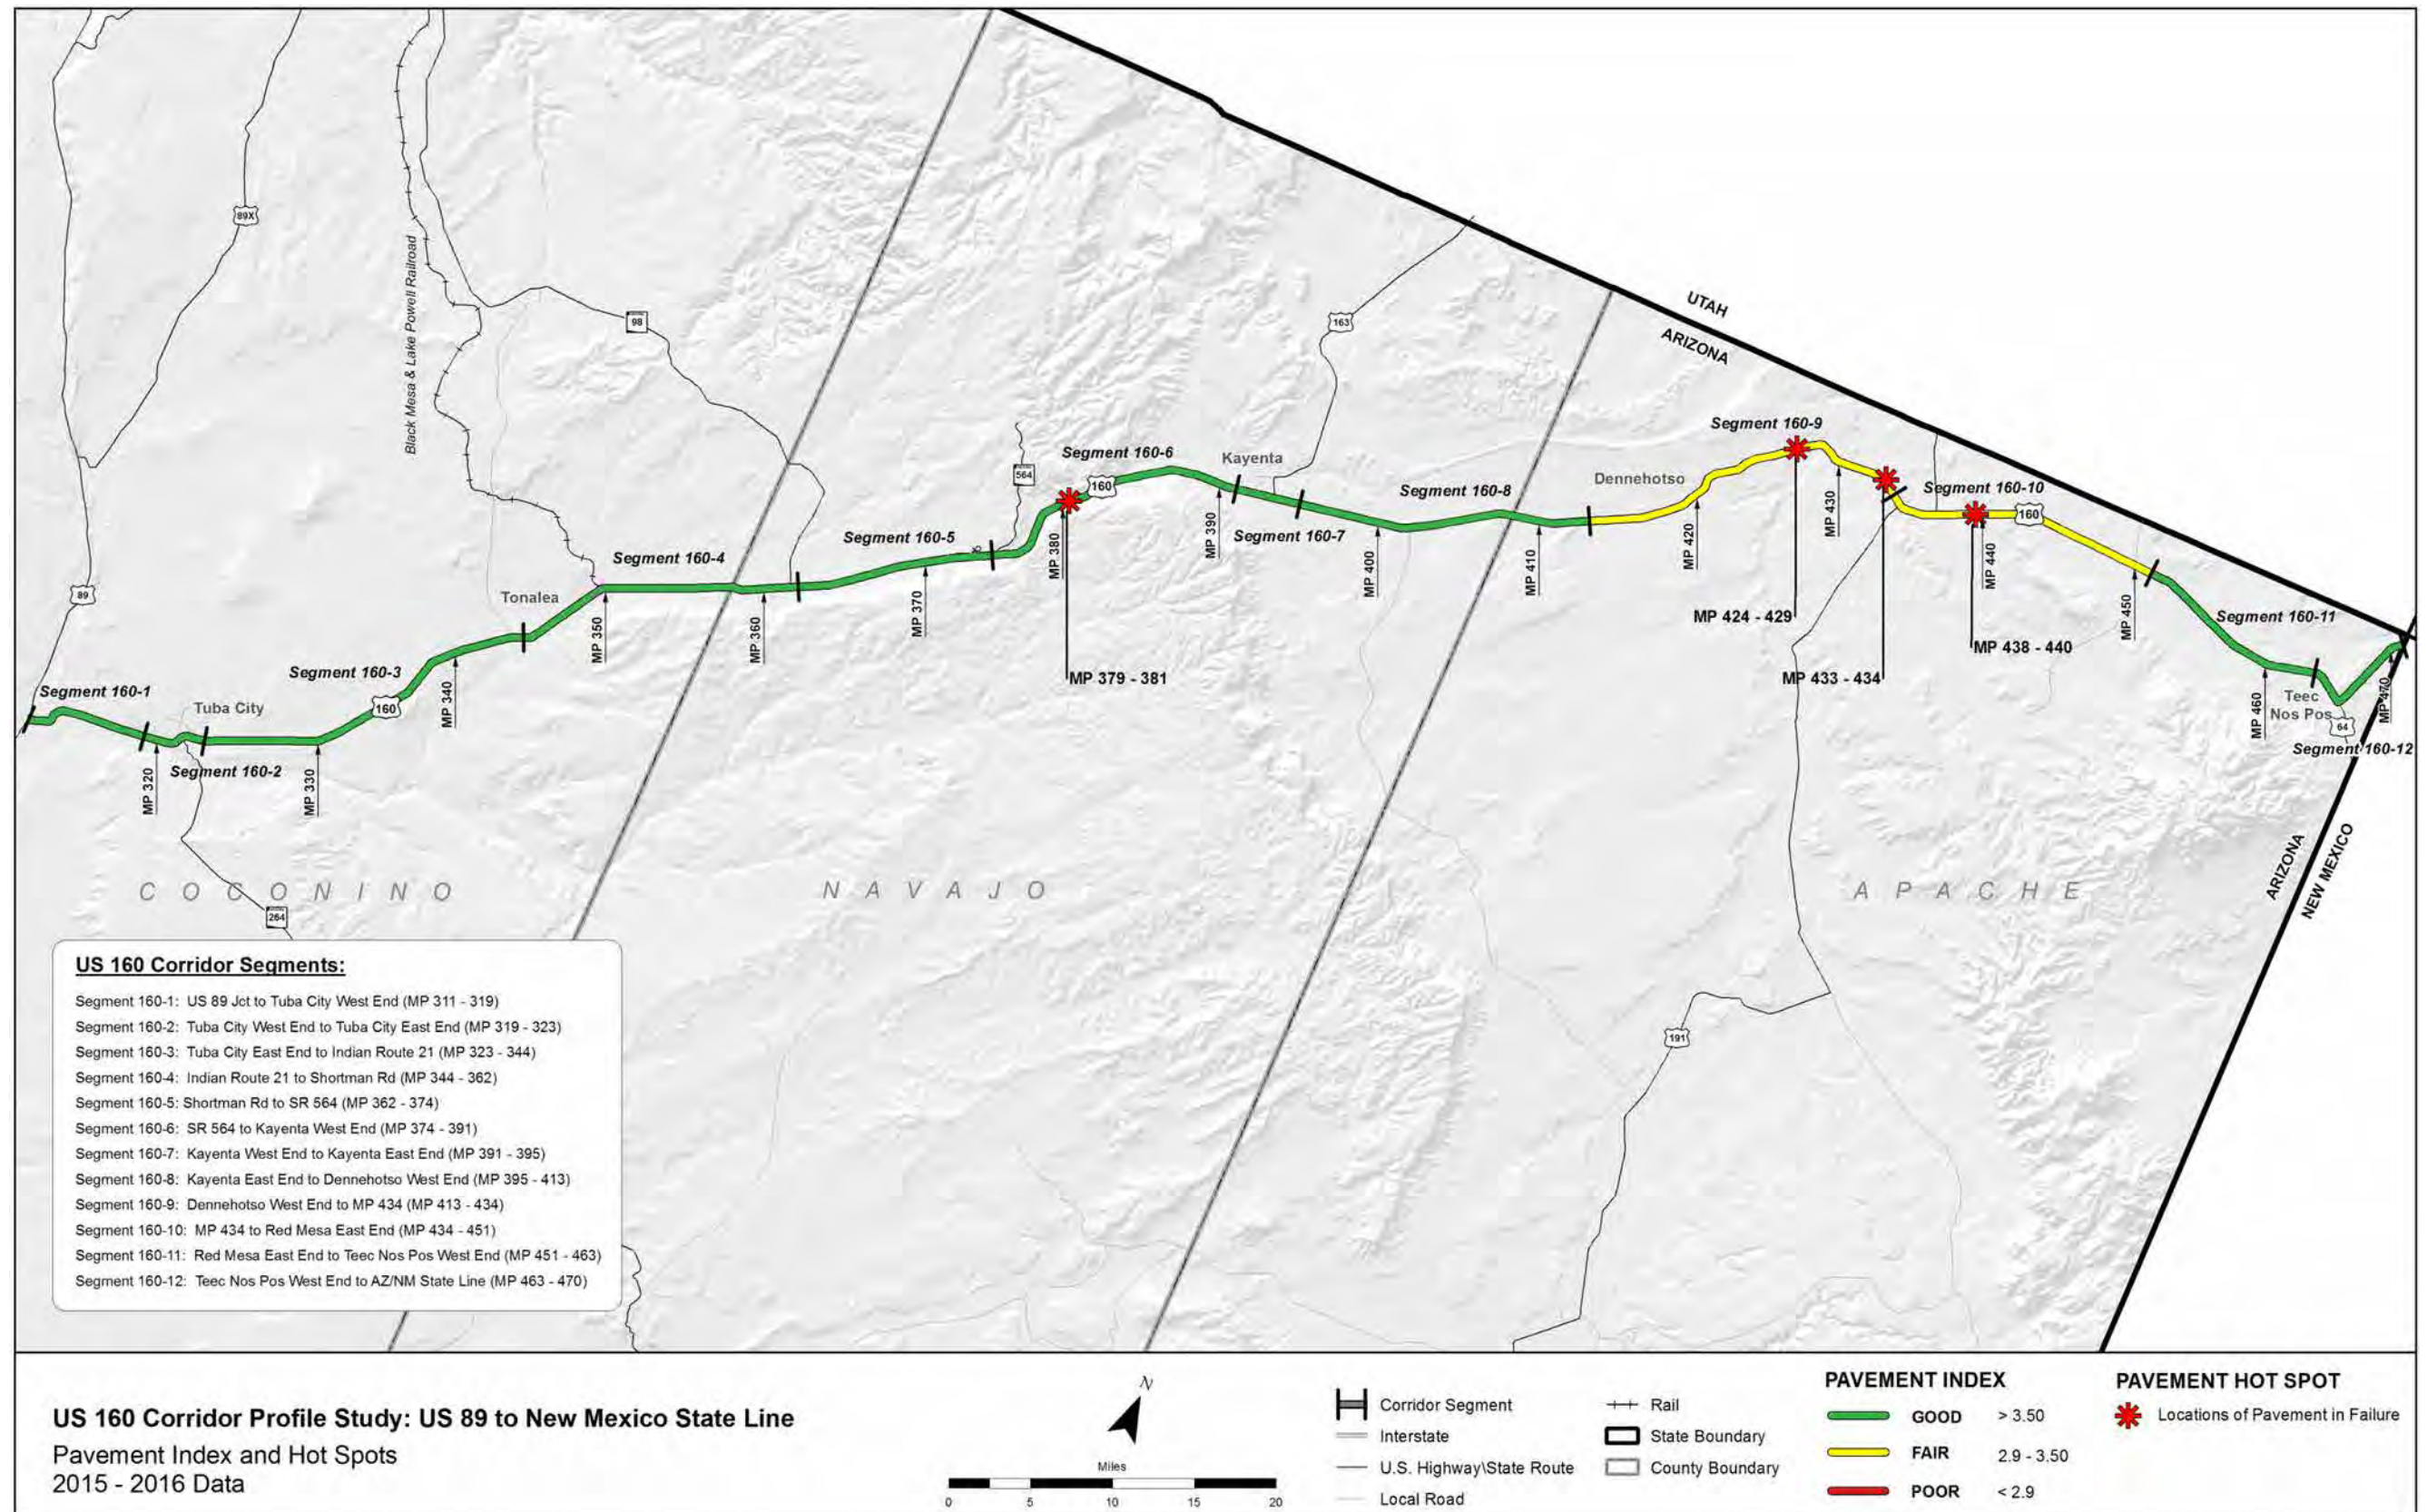 UTAH
ARIZONA
89X
Black Mesa & Lake Powell Railroad
98
163
Segment 160-9
Segment 160-6
Kayenta
564
160
Segment 160-8
Dennehotso
Segment 160-10
160
MP 430
MP 390
MP 380
Segment 160-7
MP 420
MP 440
Segment 160-5
MP 400
MP 410
Segment 160-4
89
Tonalea
MP 370
MP 360
MP 350
MP 424 - 429
MP 450
Segment 160-11
MP 438 - 440
Segment 160-3
MP 379 - 381
MP 433 - 434
Segment 160-1
Tuba City
160
MP 340
MP 460
Teec
Nos Pos
MP 470
64
Segment 160-12
Segment 160-2
MP 320
MP 330
COCONINO
NAVAJO
APACHE
ARIZONA
NEW MEXICO
264
191
US 160 Corridor Segments:
Segment 160-1: US 89 Jct to Tuba City West End (MP 311 - 319)
Segment 160-2: Tuba City West End to Tuba City East End (MP 319 - 323)
Segment 160-3: Tuba City East End to Indian Route 21 (MP 323 - 344)
Segment 160-4: Indian Route 21 to Shortman Rd (MP 344 - 362)
Segment 160-5: Shortman Rd to SR 564 (MP 362 - 374)
Segment 160-6: SR 564 to Kayenta West End (MP 374 - 391)
Segment 160-7: Kayenta West End to Kayenta East End (MP 391 - 395)
Segment 160-8: Kayenta East End to Dennehotso West End (MP 395 - 413)
Segment 160-9: Dennehotso West End to MP 434 (MP 413 - 434)
Segment 160-10: MP 434 to Red Mesa East End (MP 434 - 451)
Segment 160-11: Red Mesa East End to Teec Nos Pos West End (MP 451 - 463)
Segment 160-12: Teec Nos Pos West End to AZ/NM State Line (MP 463 - 470)
US 160 Corridor Profile Study: US 89 to New Mexico State Line
Pavement Index and Hot Spots
2015 - 2016 Data
N
Miles
0 5 10 15 20
Corridor Segment
Interstate
U.S. Highway\State Route
Local Road
Rail
State Boundary
County Boundary
PAVEMENT INDEX
GOOD > 3.50
FAIR 2.9 - 3.50
POOR < 2.9
PAVEMENT HOT SPOT
Locations of Pavement in Failure